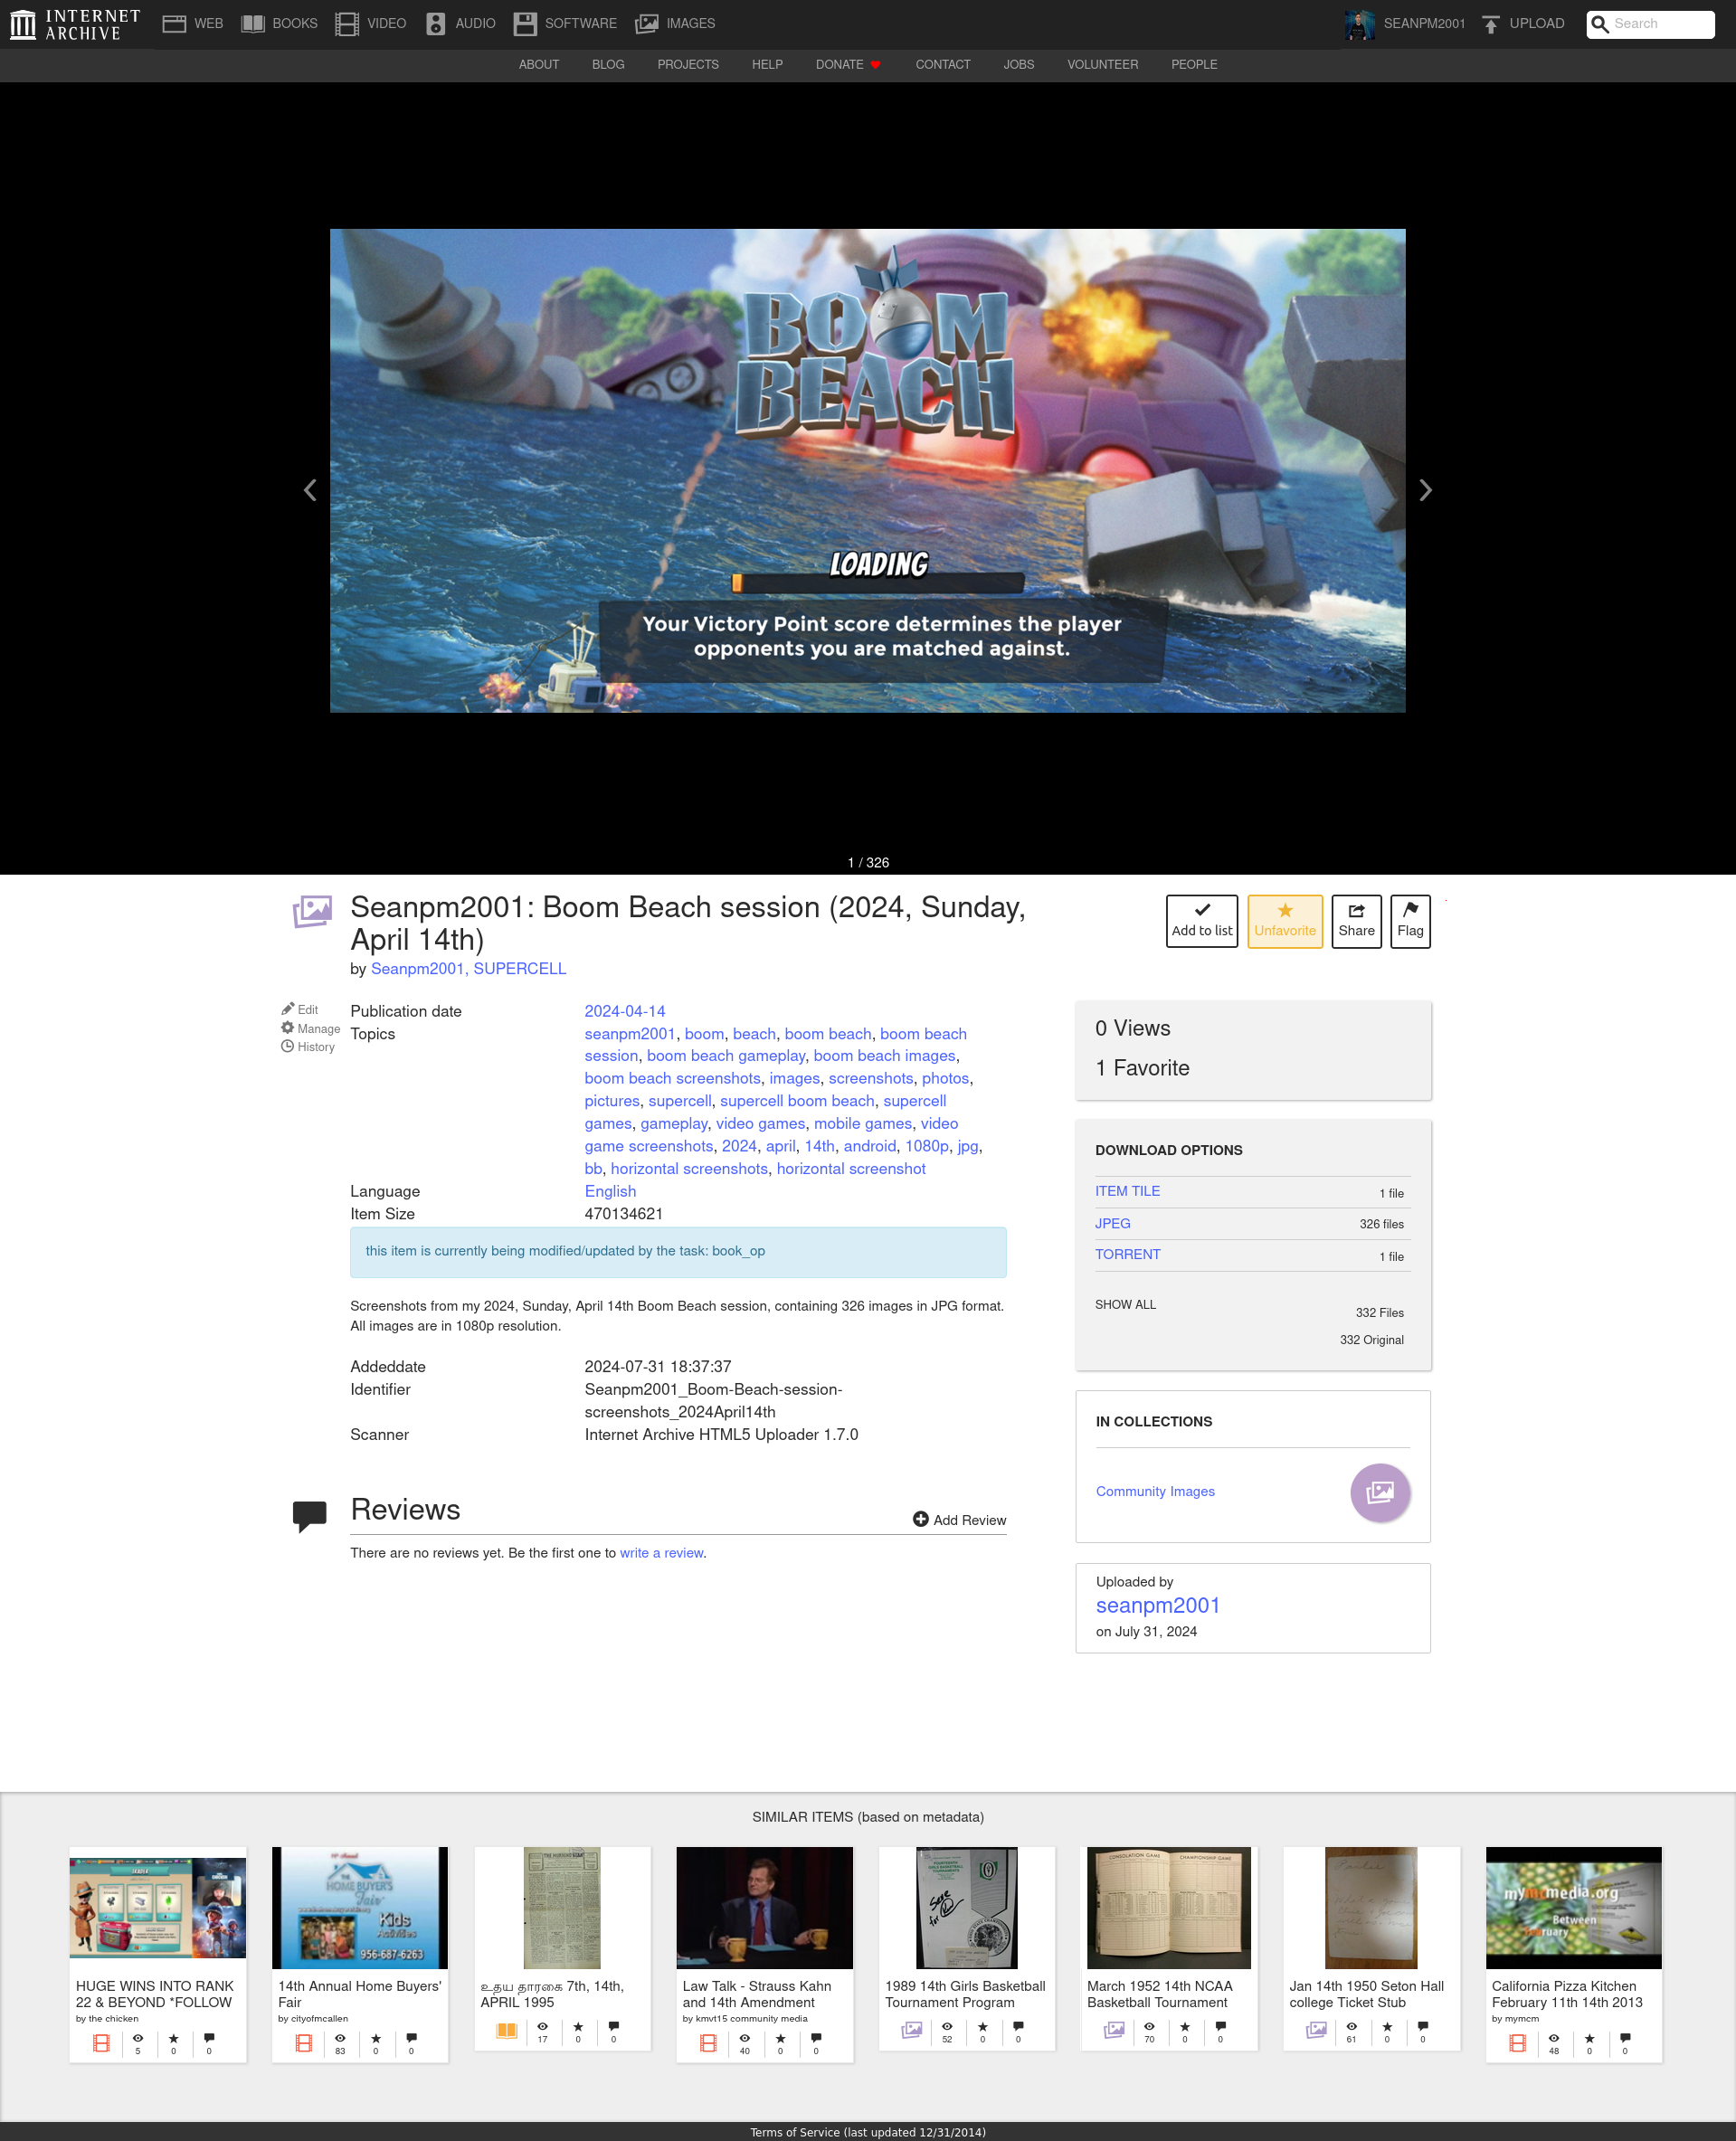 INTERNET
ARCHIVE
WEB
BOOKS
VIDEO
AUDIO
SOFTWARE
IMAGES
SEANPM2001
UPLOAD
Search
ABOUT
BLOG
PROJECTS
HELP
DONATE
CONTACT
JOBS
VOLUNTEER
PEOPLE
BOOM
BEACH
LOADING
Your Victory Point score determines the player
opponents you are matched against.
1 / 326
Seanpm2001: Boom Beach session (2024, Sunday,
April 14th)
by Seanpm2001, SUPERCELL
Add to list
Unfavorite
Share
Flag
Edit
Manage
History
Publication date 2024-04-14
Topics seanpm2001, boom, beach, boom beach, boom beach
session, boom beach gameplay, boom beach images,
boom beach screenshots, images, screenshots, photos,
pictures, supercell, supercell boom beach, supercell
games, gameplay, video games, mobile games, video
game screenshots, 2024, april, 14th, android, 1080p, jpg,
bb, horizontal screenshots, horizontal screenshot
Language English
Item Size 470134621
this item is currently being modified/updated by the task: book_op
Screenshots from my 2024, Sunday, April 14th Boom Beach session, containing 326 images in JPG format.
All images are in 1080p resolution.
Addeddate 2024-07-31 18:37:37
Identifier Seanpm2001_Boom-Beach-session-
screenshots_2024April14th
Scanner Internet Archive HTML5 Uploader 1.7.0
Reviews
Add Review
There are no reviews yet. Be the first one to write a review.
0 Views
1 Favorite
DOWNLOAD OPTIONS
ITEM TILE 1 file
JPEG 326 files
TORRENT 1 file
SHOW ALL 332 Files
332 Original
IN COLLECTIONS
Community Images
Uploaded by
seanpm2001
on July 31, 2024
SIMILAR ITEMS (based on metadata)
HUGE WINS INTO RANK
22 & BEYOND *FOLLOW
by the chicken
5 0 0
THE
HOME BUYER'S
Fair
Kids
Activities
956-687-6263
14th Annual Home Buyers'
Fair
by cityofmcallen
83 0 0
உதய தாரகை 7th, 14th,
APRIL 1995
17 0 0
Law Talk - Strauss Kahn
and 14th Amendment
by kmvt15 community media
40 0 0
1989 14th Girls Basketball
Tournament Program
52 0 0
CONSOLATION GAME
CHAMPIONSHIP GAME
March 1952 14th NCAA
Basketball Tournament
70 0 0
Jan 14th 1950 Seton Hall
college Ticket Stub
61 0 0
mymcmedia.org
Between
California Pizza Kitchen
February 11th 14th 2013
by mymcm
48 0 0
Terms of Service (last updated 12/31/2014)